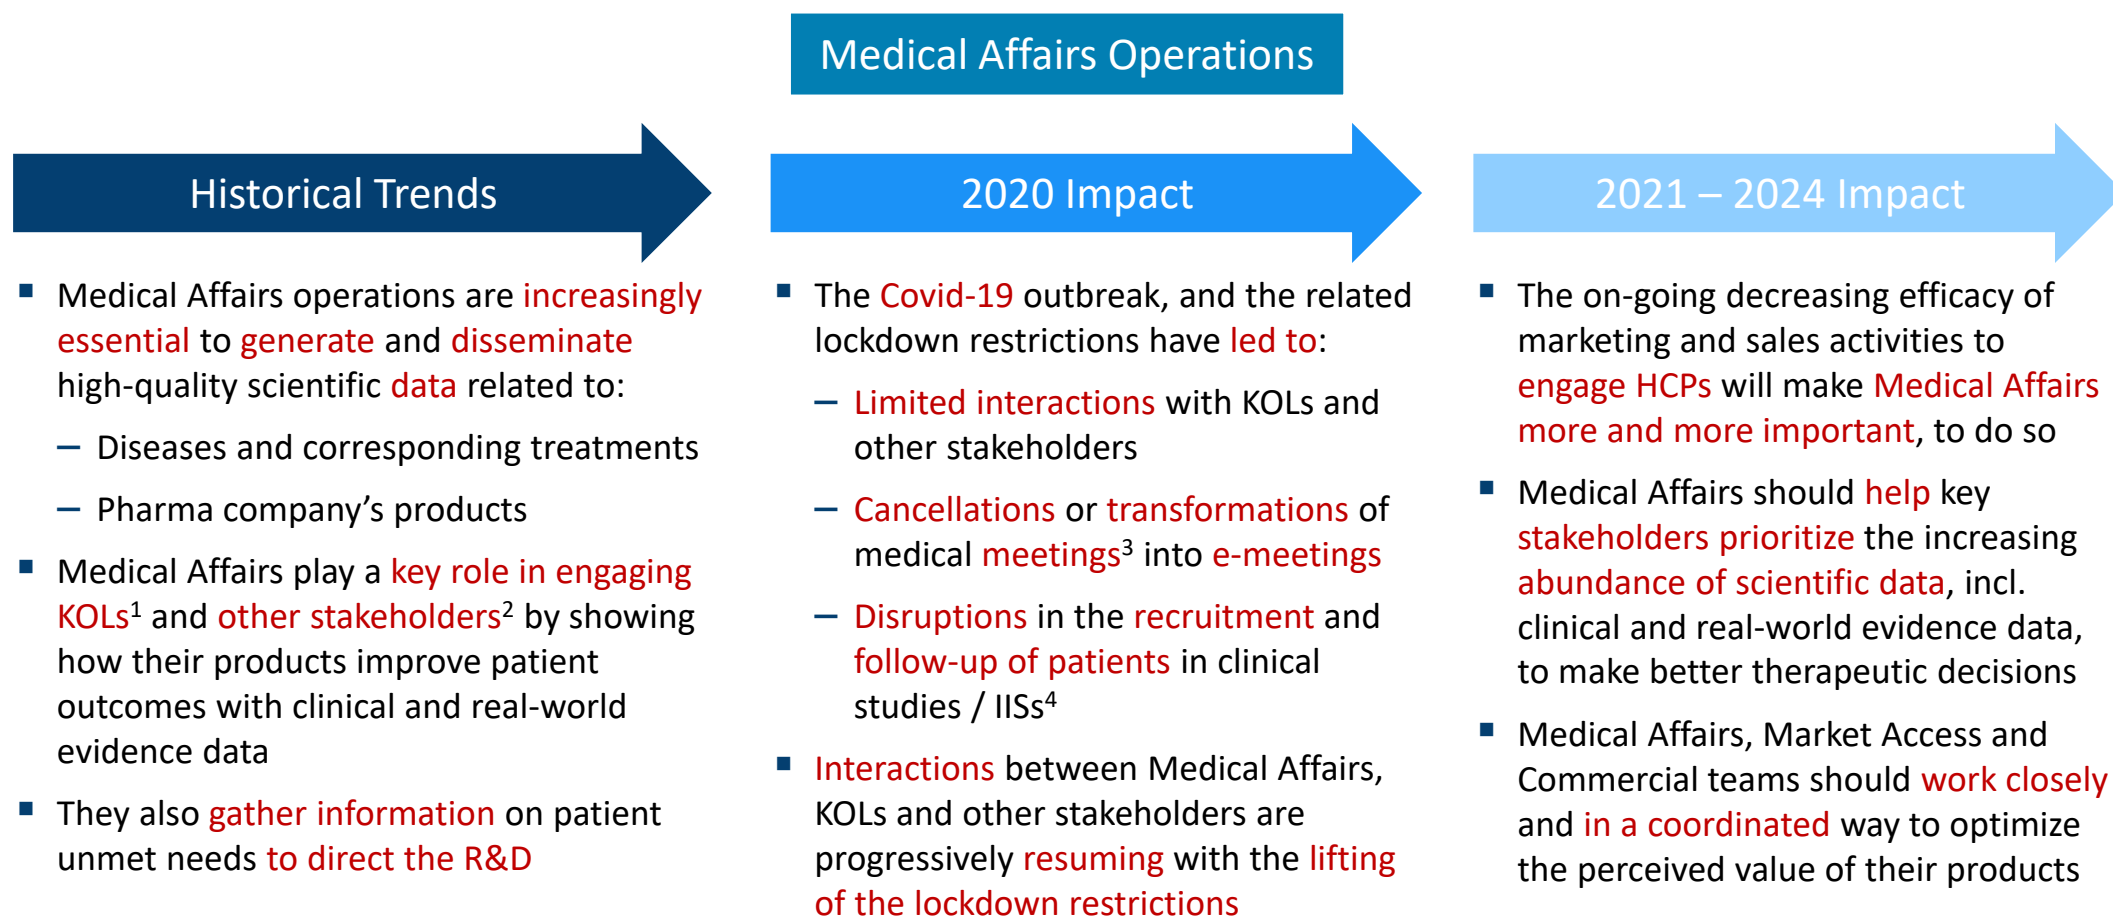 Medical Affairs Operations
Historical Trends
▪ Medical Affairs operations are increasingly
essential to generate and disseminate
high-quality scientific data related to:
– Diseases and corresponding treatments
– Pharma company’s products
▪ Medical Affairs play a key role in engaging
KOLs¹ and other stakeholders² by showing
how their products improve patient
outcomes with clinical and real-world
evidence data
▪ They also gather information on patient
unmet needs to direct the R&D
2020 Impact
▪ The Covid-19 outbreak, and the related
lockdown restrictions have led to:
– Limited interactions with KOLs and
other stakeholders
– Cancellations or transformations of
medical meetings³ into e-meetings
– Disruptions in the recruitment and
follow-up of patients in clinical
studies / IISs⁴
▪ Interactions between Medical Affairs,
KOLs and other stakeholders are
progressively resuming with the lifting
of the lockdown restrictions
2021 – 2024 Impact
▪ The on-going decreasing efficacy of
marketing and sales activities to
engage HCPs will make Medical Affairs
more and more important, to do so
▪ Medical Affairs should help key
stakeholders prioritize the increasing
abundance of scientific data, incl.
clinical and real-world evidence data,
to make better therapeutic decisions
▪ Medical Affairs, Market Access and
Commercial teams should work closely
and in a coordinated way to optimize
the perceived value of their products